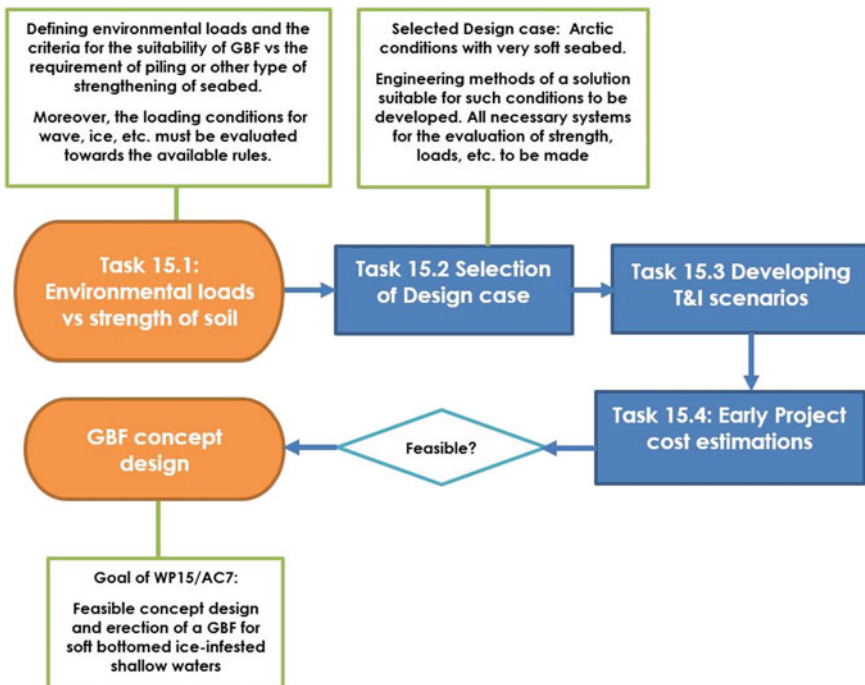 Defining environmental loads and the
criteria for the suitability of GBF vs the
requirement of piling or other type of
strengthening of seabed.
Moreover, the loading conditions for
wave, ice, etc. must be evaluated
towards the available rules.
Selected Design case: Arctic
conditions with very soft seabed.
Engineering methods of a solution
suitable for such conditions to be
developed. All necessary systems
for the evaluation of strength,
loads, etc. to be made
Task 15.1:
Environmental loads
vs strength of soil
Task 15.2 Selection
of Design case
Task 15.3 Developing
T&I scenarios
Task 15.4: Early Project
cost estimations
Feasible?
GBF concept
design
Goal of WP15/AC7:
Feasible concept design
and erection of a GBF for
soft bottomed ice-infested
shallow waters